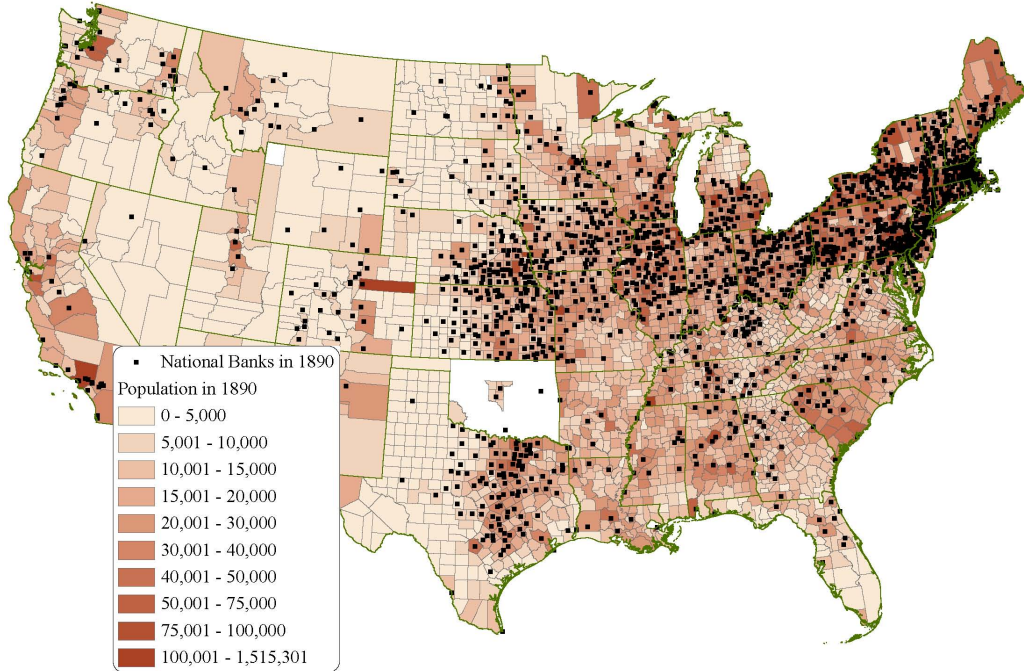 National Banks in 1890
Population in 1890
0 - 5,000
5,001 - 10,000
10,001 - 15,000
15,001 - 20,000
20,001 - 30,000
30,001 - 40,000
40,001 - 50,000
50,001 - 75,000
75,001 - 100,000
100,001 - 1,515,301